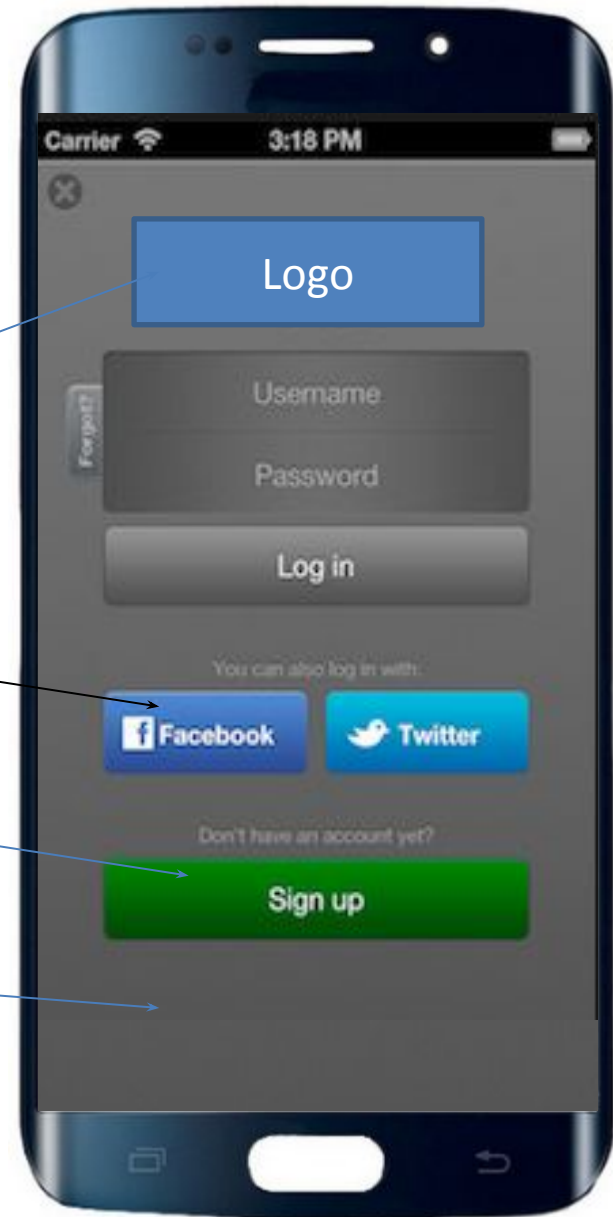 Carrier 3:18 PM
Logo
Username
Forgot?
Password
Log in
You can also log in with:
Facebook Twitter
Don't have an account yet?
Sign up